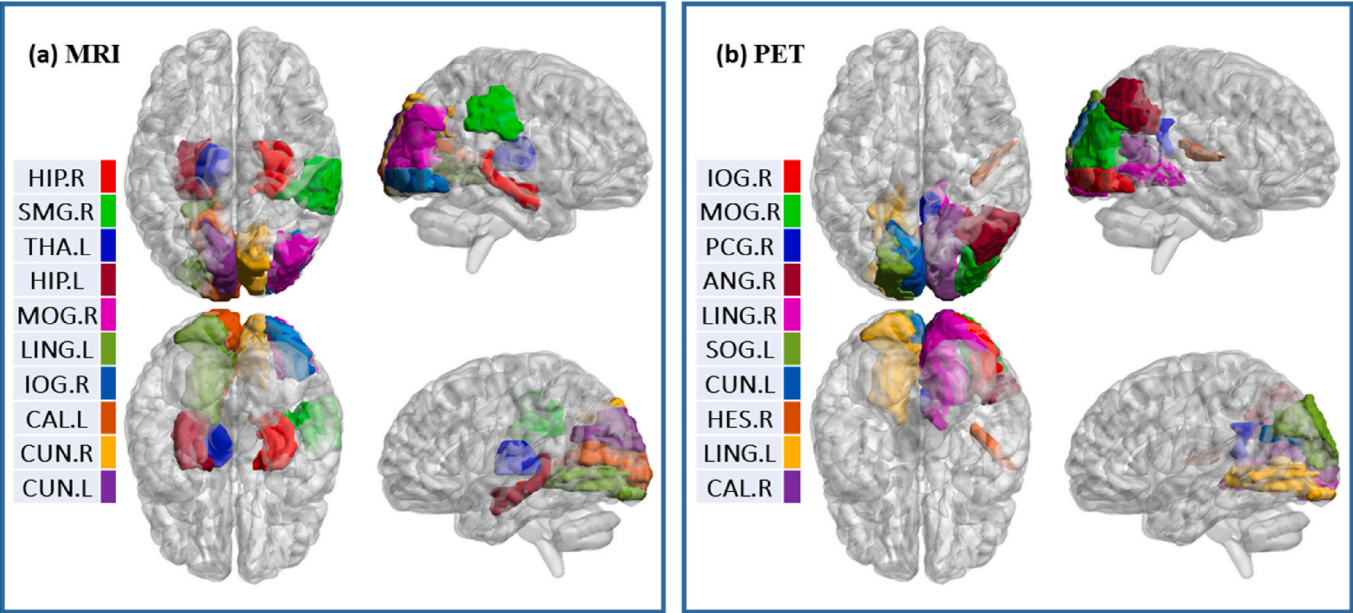 (a) MRI
HIP.R
SMG.R
THA.L
HIP.L
MOG.R
LING.L
IOG.R
CAL.L
CUN.R
CUN.L
(b) PET
IOG.R
MOG.R
PCG.R
ANG.R
LING.R
SOG.L
CUN.L
HES.R
LING.L
CAL.R